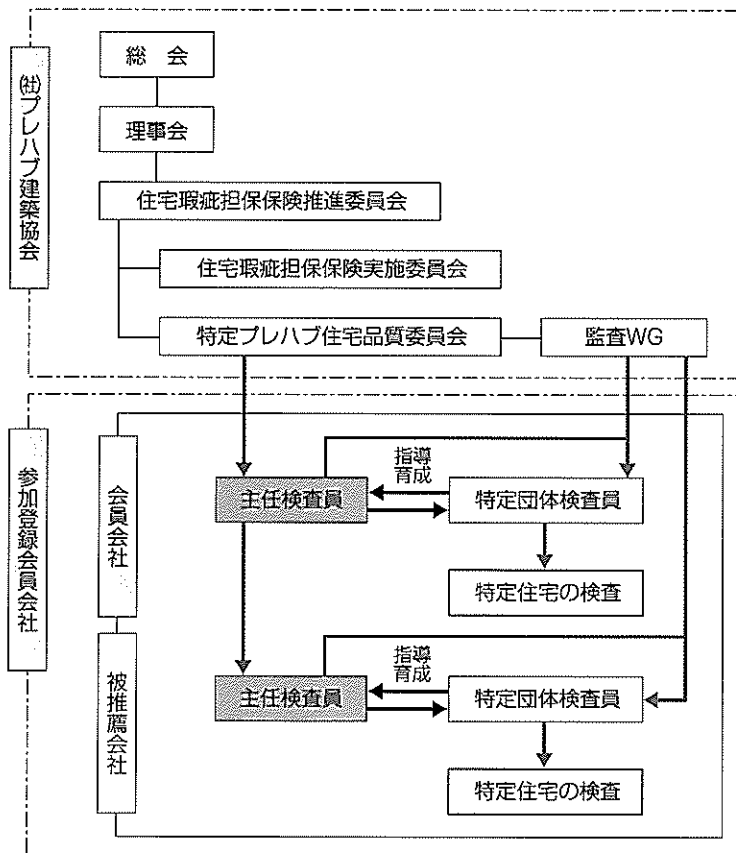 ㈳プレハブ建築協会
総　会
理事会
住宅瑕疵担保保険推進委員会
住宅瑕疵担保保険実施委員会
特定プレハブ住宅品質委員会
監査WG
参加登録会員会社
会員会社
主任検査員
指導
育成
特定団体検査員
特定住宅の検査
被推薦会社
主任検査員
指導
育成
特定団体検査員
特定住宅の検査